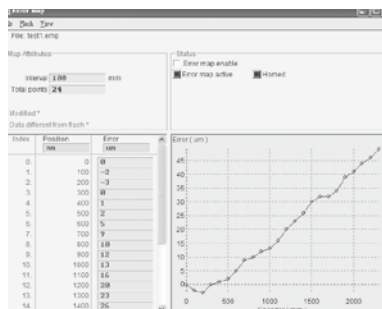 Error map
File: test1.emp
Map Attributes
Interval 100 mm
Total points 24
Modified *
Data different from flash *
Status
Error map enable
Error map active
Homed
Index Position Error
mm um
0. 0 0
1. 100 -2
2. 200 -3
3. 300 0
4. 400 1
5. 500 2
6. 600 5
7. 700 9
8. 800 10
9. 900 12
10. 1000 13
11. 1100 16
12. 1200 20
13. 1300 23
14. 1400 26
Error ( um )
45
40
35
30
25
20
15
10
5
0
0 500 1000 1500 2000